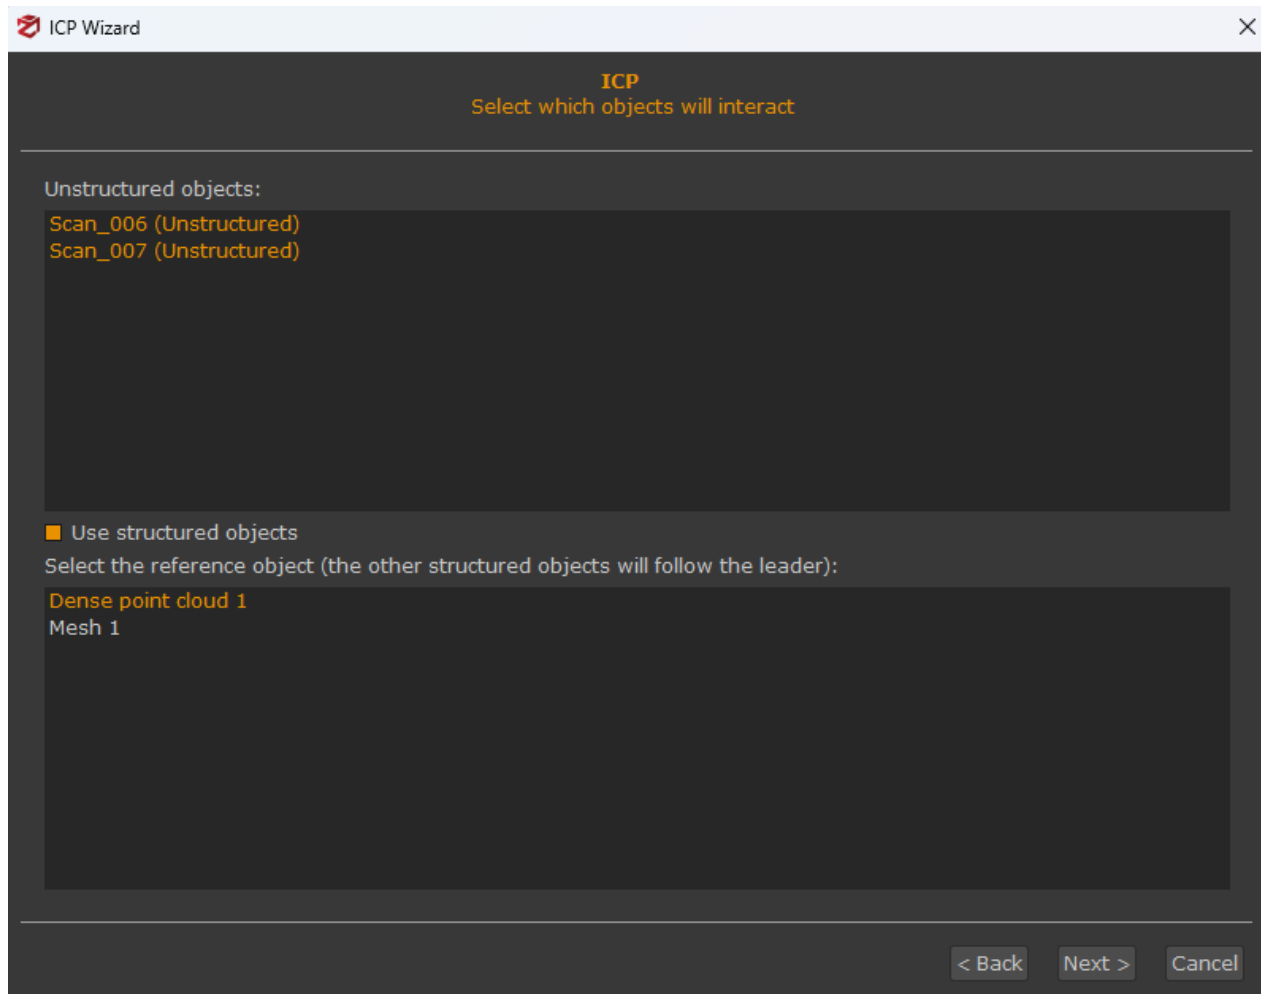 ICP Wizard
ICP
Select which objects will interact
Unstructured objects:
Scan_006 (Unstructured)
Scan_007 (Unstructured)
Use structured objects
Select the reference object (the other structured objects will follow the leader):
Dense point cloud 1
Mesh 1
< Back Next > Cancel